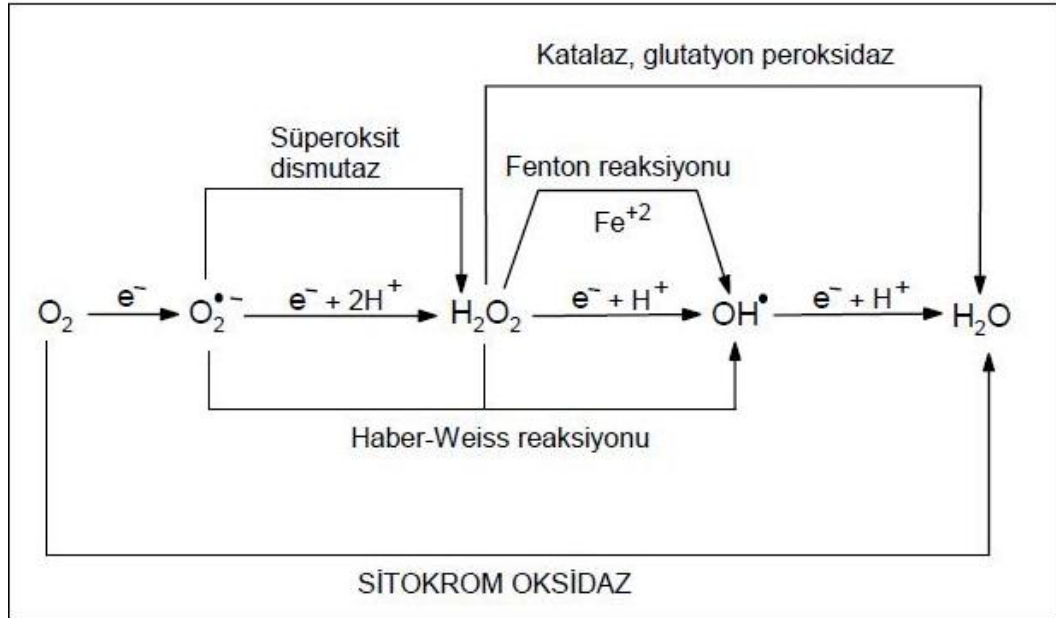 Katalaz, glutatyon peroksidaz
Süperoksit
dismutaz
Fenton reaksiyonu
Fe⁺²
O₂ e⁻ O₂•⁻ e⁻ + 2H⁺ H₂O₂ e⁻ + H⁺ OH• e⁻ + H⁺ H₂O
Haber-Weiss reaksiyonu
SİTOKROM OKSİDAZ